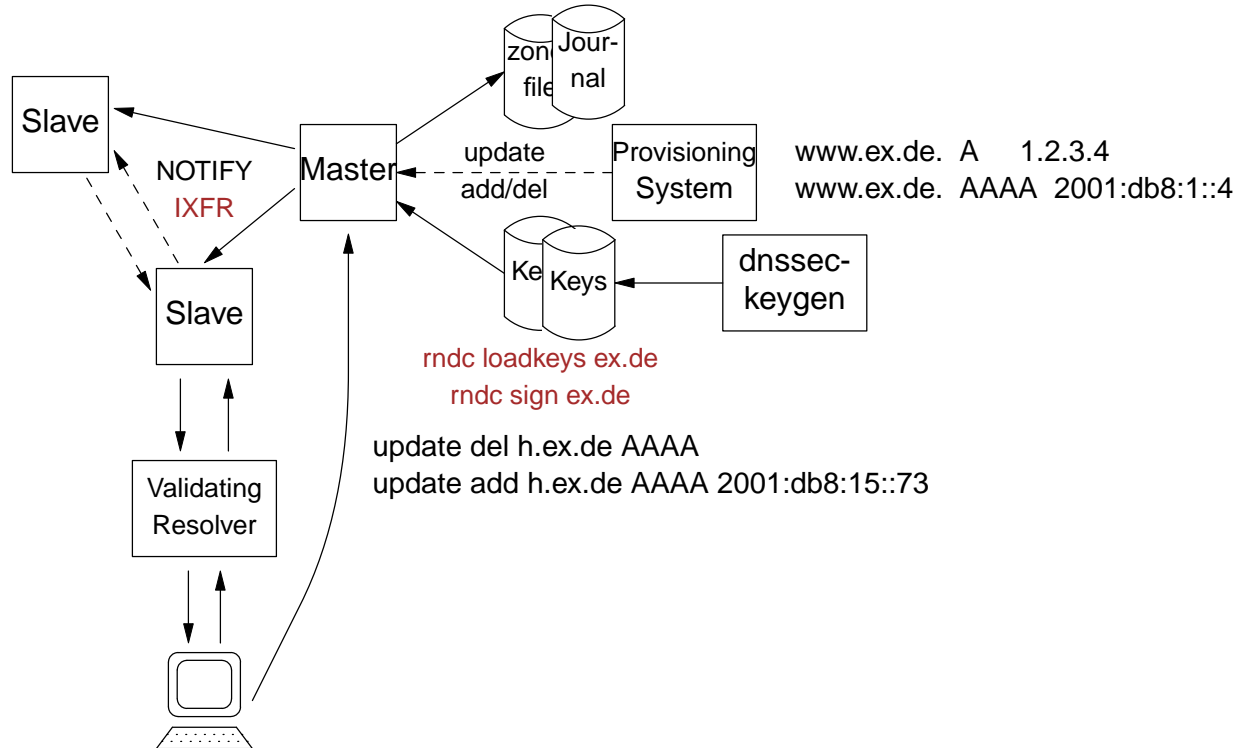 zone
file
Jour-
nal
Slave
NOTIFY
IXFR
Master
update
add/del
Provisioning
System
www.ex.de. A 1.2.3.4
www.ex.de. AAAA 2001:db8:1::4
Ke
Keys
dnssec-
keygen
Slave
rndc loadkeys ex.de
rndc sign ex.de
update del h.ex.de AAAA
update add h.ex.de AAAA 2001:db8:15::73
Validating
Resolver